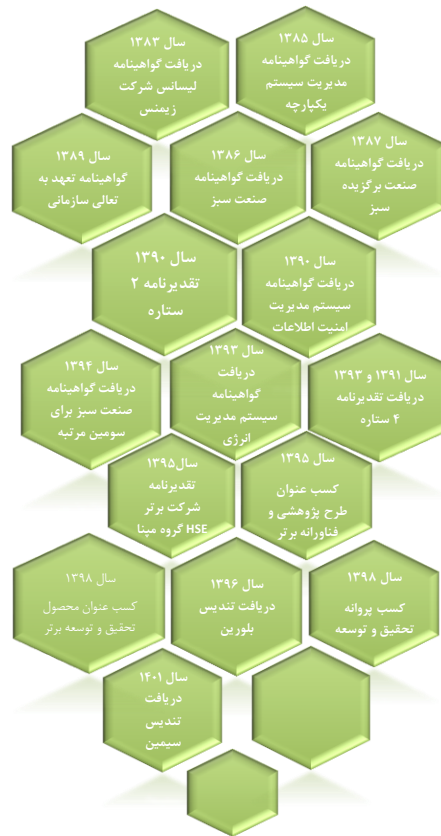 سال ۱۳۸۵
دریافت گواهینامه
مدیریت سیستم
یکپارچه
سال ۱۳۸۳
دریافت گواهینامه
لیسانس شرکت
زیمنس
سال ۱۳۸۷
دریافت گواهینامه
صنعت برگزیده
سبز
سال ۱۳۸۶
دریافت گواهینامه
صنعت سبز
سال ۱۳۸۹
گواهینامه تعهد به
تعالی سازمانی
سال ۱۳۹۰
دریافت گواهینامه
سیستم مدیریت
امنیت اطلاعات
سال ۱۳۹۰
تقدیرنامه ۲
ستاره
سال ۱۳۹۱ و ۱۳۹۳
دریافت تقدیرنامه
۴ ستاره
سال ۱۳۹۳
دریافت
گواهینامه
سیستم مدیریت
انرژی
سال ۱۳۹۴
دریافت گواهینامه
صنعت سبز برای
سومین مرتبه
سال ۱۳۹۵
کسب عنوان
طرح پژوهشی و
فناورانه برتر
سال۱۳۹۵
تقدیرنامه
شرکت برتر
HSE گروه مپنا
سال ۱۳۹۸
کسب پروانه
تحقیق و توسعه
سال ۱۳۹۶
دریافت تندیس
بلورین
سال ۱۳۹۸
کسب عنوان محصول
تحقیق و توسعه برتر
سال ۱۴۰۱
دریافت
تندیس
سیمین